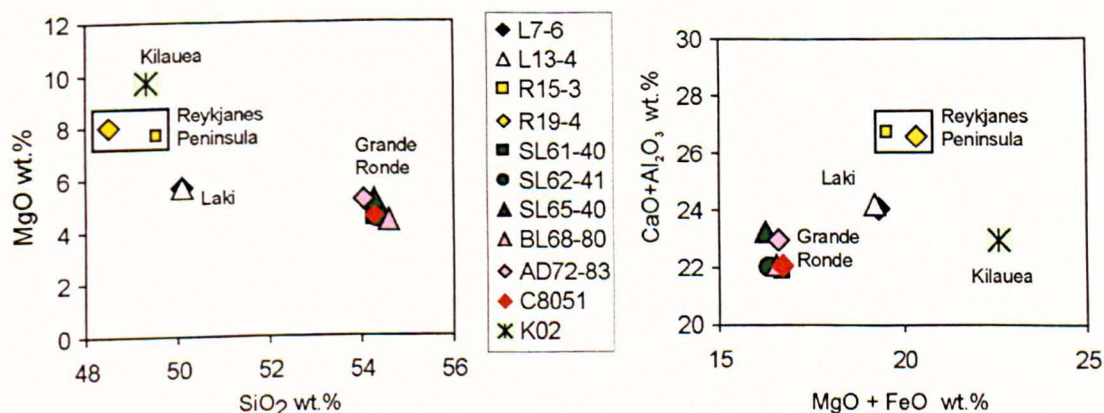 12
10
8
6
4
2
0
MgO wt.%
Kilauea
Reykjanes
Peninsula
Laki
Grande
Ronde
48 50 52 54 56
SiO₂ wt.%
L7-6
L13-4
R15-3
R19-4
SL61-40
SL62-41
SL65-40
BL68-80
AD72-83
C8051
K02
30
28
26
24
22
20
CaO+Al₂O₃ wt.%
Reykjanes
Peninsula
Laki
Grande
Ronde
Kilauea
15 20 25
MgO + FeO wt.%